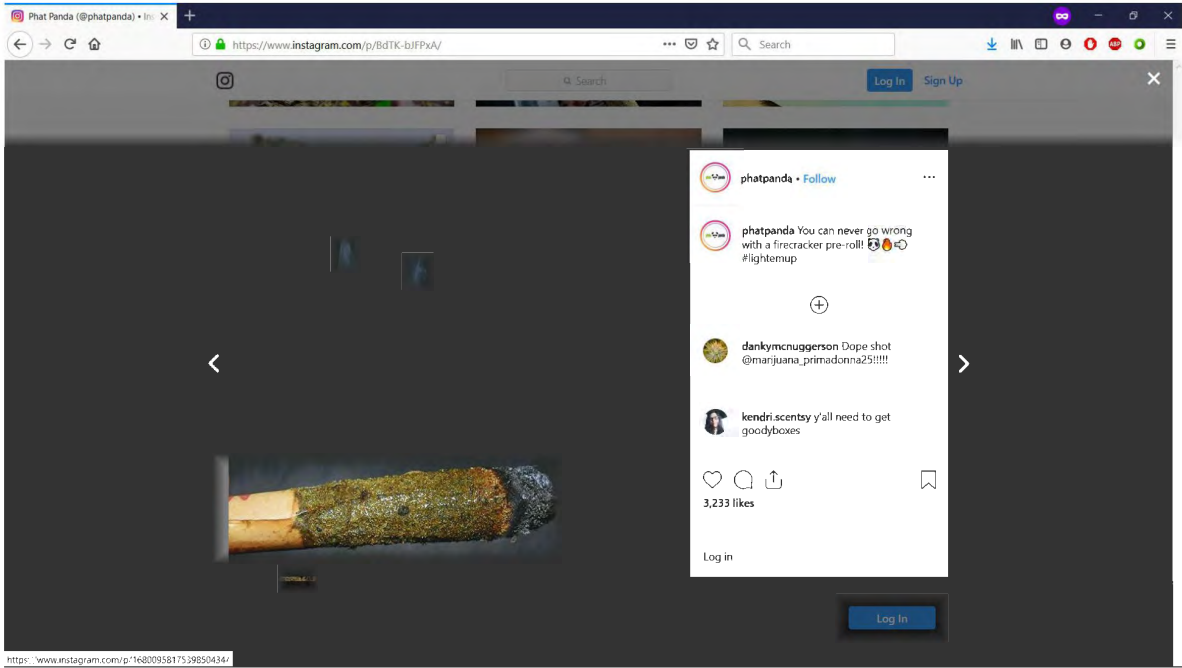 Phat Panda (@phatpanda) • Ins
https://www.instagram.com/p/BdTK-bJFPxA/
Search
ABP
Search
Log In
Sign Up
phatpanda • Follow
phatpanda You can never go wrong
with a firecracker pre-roll! 🐼🔥💨
#lightemup
dankymcnuggerson Dope shot
@marijuana_primadonna25!!!!!
kendri.scentsy y'all need to get
goodyboxes
3,233 likes
Log in
Log In
https://www.instagram.com/p/1680095817539850434/